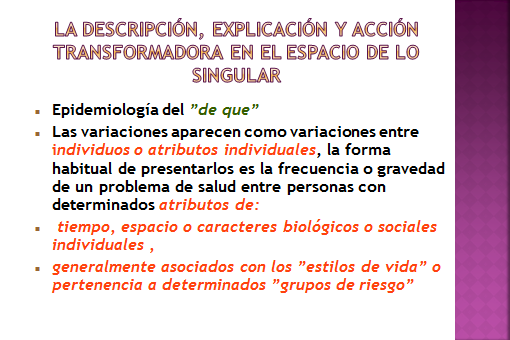 LA DESCRIPCIÓN, EXPLICACIÓN Y ACCIÓN
TRANSFORMADORA EN EL ESPACIO DE LO
SINGULAR
Epidemiología del ”de que”
Las variaciones aparecen como variaciones entre
individuos o atributos individuales, la forma
habitual de presentarlos es la frecuencia o gravedad
de un problema de salud entre personas con
determinados atributos de:
tiempo, espacio o caracteres biológicos o sociales
individuales ,
generalmente asociados con los ”estilos de vida” o
pertenencia a determinados ”grupos de riesgo”